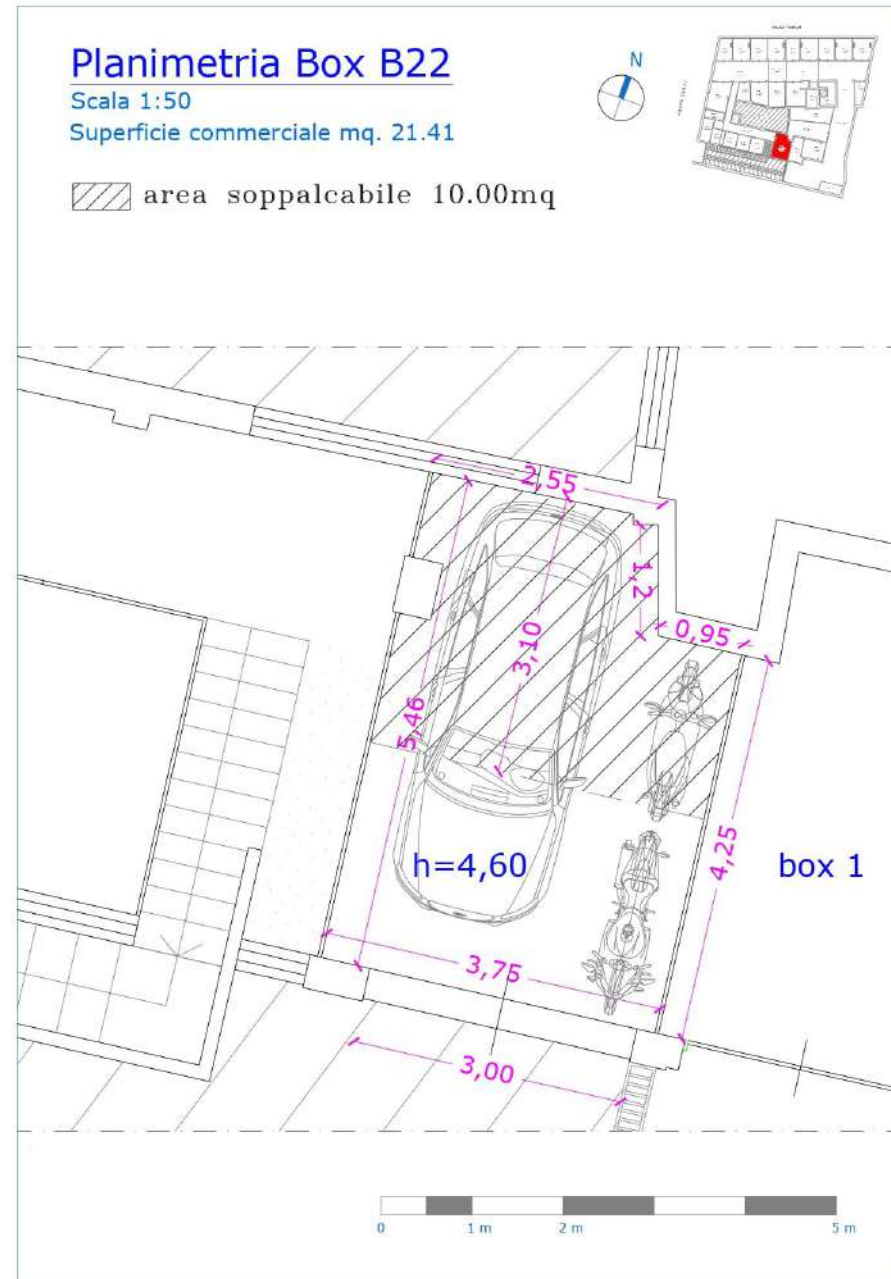 Planimetria Box B22
Scala 1:50
Superficie commerciale mq. 21.41
area soppalcabile 10.00mq
N
2,55
1,2
0,95
3,10
5,46
4,25
h=4,60
box 1
3,75
3,00
0
1 m
2 m
5 m